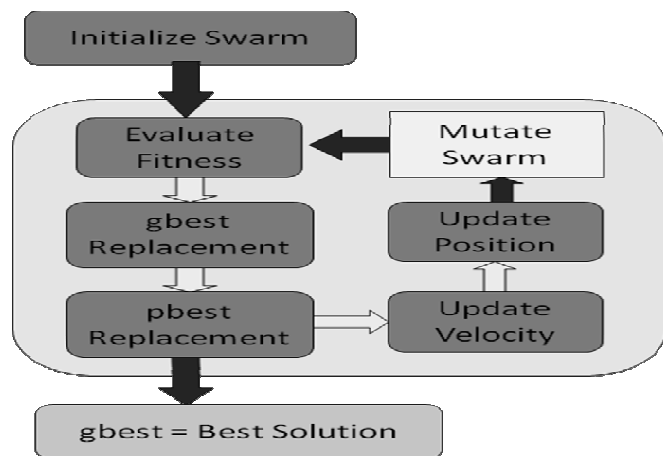 Initialize Swarm
Evaluate
Fitness
gbest
Replacement
pbest
Replacement
Update
Velocity
Update
Position
Mutate
Swarm
gbest = Best Solution